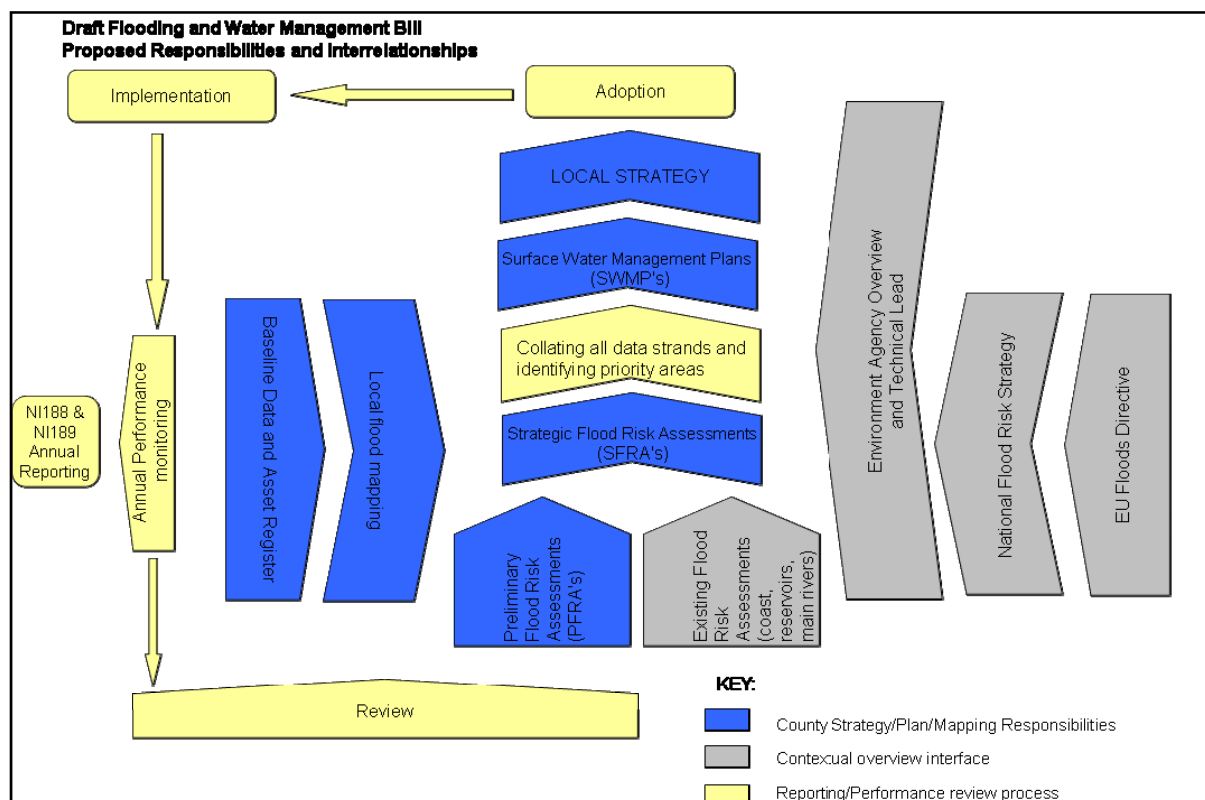 Draft Flooding and Water Management Bill
Proposed Responsibilities and Interrelationships
Implementation
Adoption
LOCAL STRATEGY
Surface Water Management Plans
(SWMP's)
Collating all data strands and
identifying priority areas
Strategic Flood Risk Assessments
(SFRA's)
NI188 &
NI189
Annual
Reporting
Annual Performance
monitoring
Baseline Data and Asset Register
Local flood mapping
Preliminary
Flood Risk
Assessments
(PFRA's)
Existing Flood
Risk
Assessments
(coast,
reservoirs,
main rivers)
Environment Agency Overview
and Technical Lead
National Flood Risk Strategy
EU Floods Directive
Review
KEY:
County Strategy/Plan/Mapping Responsibilities
Contextual overview interface
Reporting/Performance review process